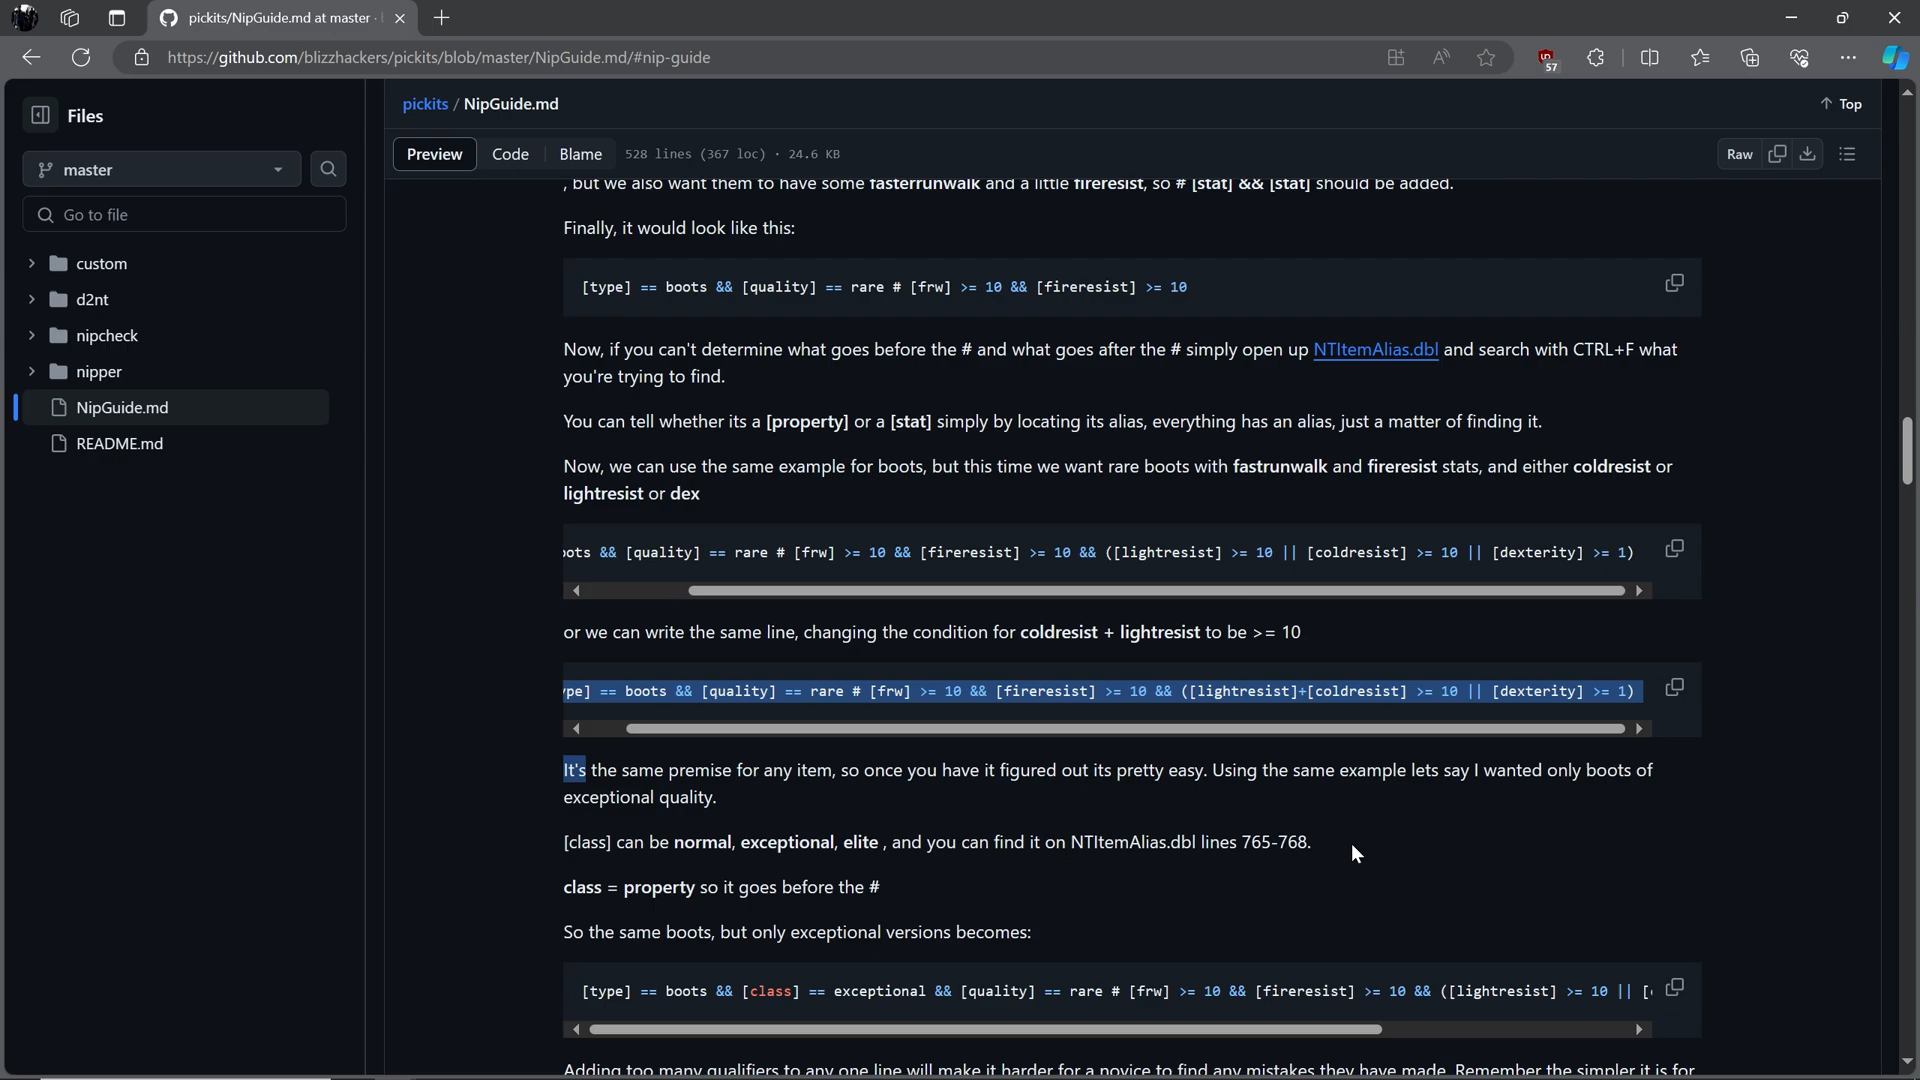 pickits/NipGuide.md at master ·
https://github.com/blizzhackers/pickits/blob/master/NipGuide.md/#nip-guide
57
Files
master
Go to file
custom
d2nt
nipcheck
nipper
NipGuide.md
README.md
pickits / NipGuide.md
Top
Preview Code Blame 528 lines (367 loc) · 24.6 KB
Raw
, but we also want them to have some fasterrunwalk and a little fireresist, so # [stat] && [stat] should be added.
Finally, it would look like this:
[type] == boots && [quality] == rare # [frw] >= 10 && [fireresist] >= 10
Now, if you can't determine what goes before the # and what goes after the # simply open up NTItemAlias.dbl and search with CTRL+F what
you're trying to find.
You can tell whether its a [property] or a [stat] simply by locating its alias, everything has an alias, just a matter of finding it.
Now, we can use the same example for boots, but this time we want rare boots with fastrunwalk and fireresist stats, and either coldresist or
lightresist or dex
oots && [quality] == rare # [frw] >= 10 && [fireresist] >= 10 && ([lightresist] >= 10 || [coldresist] >= 10 || [dexterity] >= 1)
or we can write the same line, changing the condition for coldresist + lightresist to be >= 10
ype] == boots && [quality] == rare # [frw] >= 10 && [fireresist] >= 10 && ([lightresist]+[coldresist] >= 10 || [dexterity] >= 1)
It's the same premise for any item, so once you have it figured out its pretty easy. Using the same example lets say I wanted only boots of
exceptional quality.
[class] can be normal, exceptional, elite , and you can find it on NTItemAlias.dbl lines 765-768.
class = property so it goes before the #
So the same boots, but only exceptional versions becomes:
[type] == boots && [class] == exceptional && [quality] == rare # [frw] >= 10 && [fireresist] >= 10 && ([lightresist] >= 10 || [
Adding too many qualifiers to any one line will make it harder for a novice to find any mistakes they have made. Remember the simpler it is for